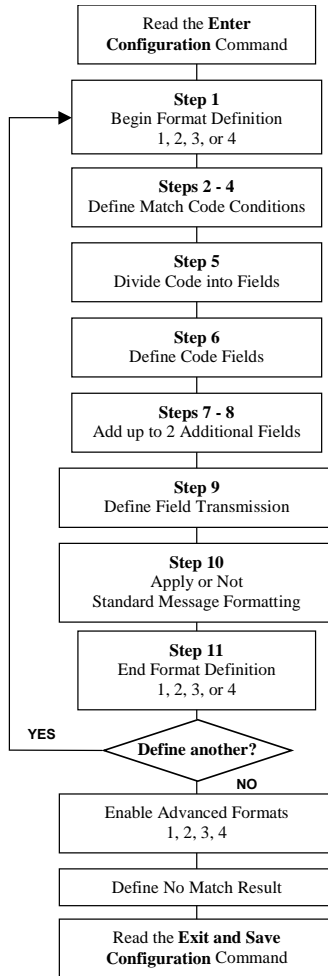 Read the Enter
Configuration Command
Step 1
Begin Format Definition
1, 2, 3, or 4
Steps 2 - 4
Define Match Code Conditions
Step 5
Divide Code into Fields
Step 6
Define Code Fields
Steps 7 - 8
Add up to 2 Additional Fields
Step 9
Define Field Transmission
Step 10
Apply or Not
Standard Message Formatting
Step 11
End Format Definition
1, 2, 3, or 4
YES
Define another?
NO
Enable Advanced Formats
1, 2, 3, 4
Define No Match Result
Read the Exit and Save
Configuration Command